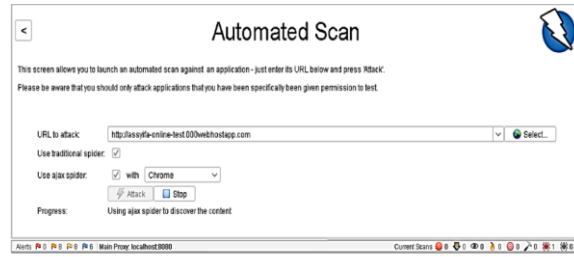 <
Automated Scan
This screen allows you to launch an automated scan against an application - just enter its URL below and press 'Attack'.
Please be aware that you should only attack applications that you have been specifically been given permission to test.
URL to attack: http://assyifa-online-test.000webhostapp.com Select...
Use traditional spider:
Use ajax spider: with Chrome
Attack Stop
Progress: Using ajax spider to discover the content
Alerts 0 8 8 6 Main Proxy: localhost:8080 Current Scans 0 0 0 0 0 0 1 0